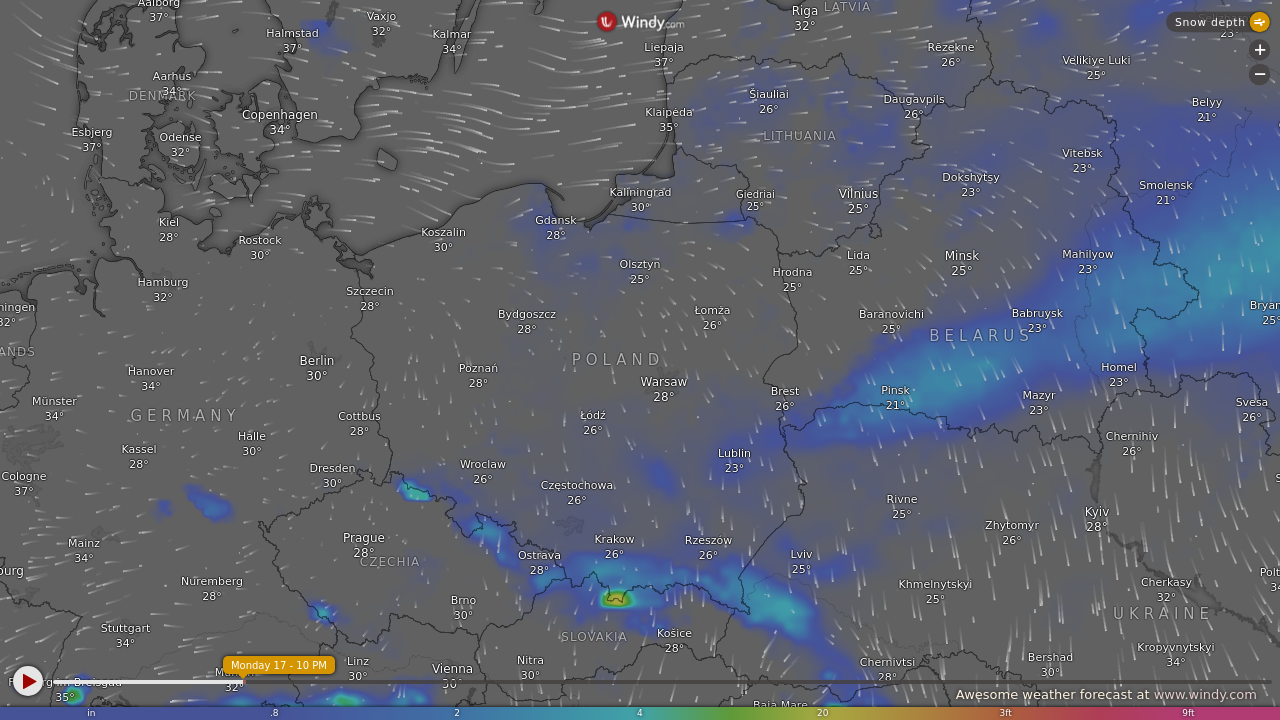 Aalborg
37°
Vaxjo
32°
Windy.com
Riga
32°
LATVIA
Snow depth
23°
Halmstad
37°
Kalmar
34°
Liepaja
37°
Rēzekne
26°
Velikiye Luki
25°
Aarhus
34°
DENMARK
Šiauliai
26°
Daugavpils
26°
Belyy
21°
Copenhagen
34°
Klaipėda
35°
LITHUANIA
Esbjerg
37°
Odense
32°
Vitebsk
23°
Dokshytsy
23°
Smolensk
21°
Kaliningrad
30°
Giedriai
25°
Vilnius
25°
Kiel
28°
Rostock
30°
Koszalin
30°
Gdansk
28°
Olsztyn
25°
Hrodna
25°
Lida
25°
Minsk
25°
Mahilyow
23°
Hamburg
32°
Szczecin
28°
ningen
32°
Bydgoszcz
28°
Łomża
26°
Baranovichi
25°
Babruysk
23°
Bryan
25°
BELARUS
ANDS
POLAND
Berlin
30°
Hanover
34°
Poznań
28°
Warsaw
28°
Brest
26°
Pinsk
21°
Homel
23°
Mazyr
23°
Münster
34°
GERMANY
Cottbus
28°
Łódź
26°
Svesa
26°
Halle
30°
Kassel
28°
Chernihiv
26°
Cologne
37°
Dresden
30°
Wroclaw
26°
Lublin
23°
Częstochowa
26°
Rivne
25°
Kyiv
28°
Zhytomyr
26°
Mainz
34°
Prague
28°
CZECHIA
Ostrava
28°
Krakow
26°
Rzeszow
26°
Lviv
25°
burg
Nuremberg
28°
Khmelnytskyi
25°
Cherkasy
32°
Polt
34
UKRAINE
Brno
30°
Stuttgart
34°
SLOVAKIA
Košice
28°
Kropyvnytskyi
34°
Monday 17 - 10 PM
Linz
30°
Vienna
30°
Nitra
30°
Chernivtsi
28°
Bershad
30°
35°
32°
Awesome weather forecast at www.windy.com
Baia Mare
in
.8
2
4
20
3ft
9ft